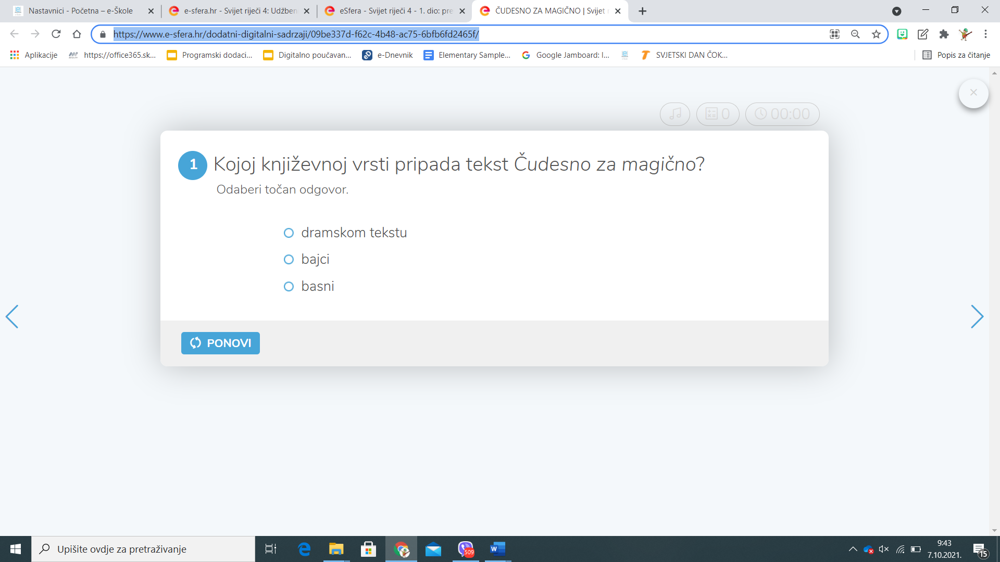 Nastavnici - Početna – e-Škole
e-sfera.hr - Svijet riječi 4: Udžben
eSfera - Svijet riječi 4 - 1. dio: pre
ČUDESNO ZA MAGIČNO | Svijet r
https://www.e-sfera.hr/dodatni-digitalni-sadrzaji/09be337d-f62c-4b48-ac75-6bfb6fd2465f/
Aplikacije
https://office365.sk...
Programski dodaci...
Digitalno poučavan...
e-Dnevnik
Elementary Sample...
Google Jamboard: l...
SVJETSKI DAN ČOK...
Popis za čitanje
0
00:00
1 Kojoj književnoj vrsti pripada tekst Čudesno za magično?
Odaberi točan odgovor.
dramskom tekstu
bajci
basni
PONOVI
Upišite ovdje za pretraživanje
509
9:43
7.10.2021.
15